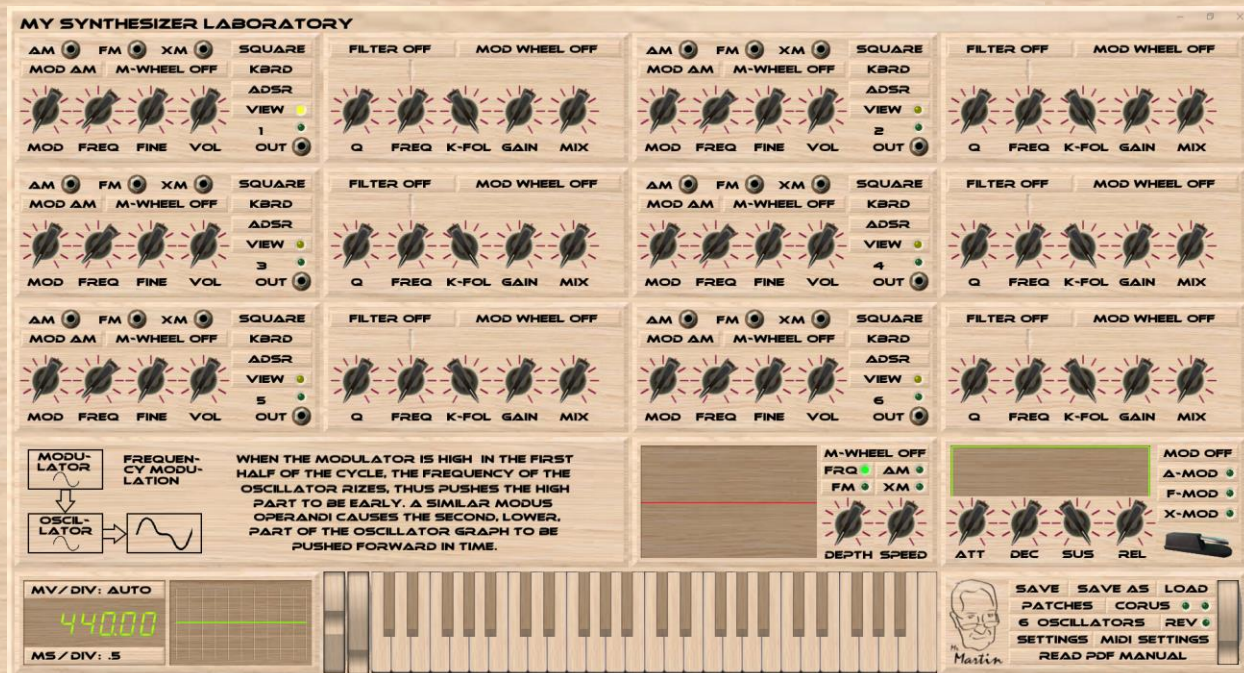 MY SYNTHESIZER LABORATORY
AM FM XM SQUARE
MOD AM M-WHEEL OFF KBRD
ADSR
VIEW
1
MOD FREQ FINE VOL OUT
FILTER OFF MOD WHEEL OFF
Q FREQ K-FOL GAIN MIX
AM FM XM SQUARE
MOD AM M-WHEEL OFF KBRD
ADSR
VIEW
2
MOD FREQ FINE VOL OUT
FILTER OFF MOD WHEEL OFF
Q FREQ K-FOL GAIN MIX
AM FM XM SQUARE
MOD AM M-WHEEL OFF KBRD
ADSR
VIEW
3
MOD FREQ FINE VOL OUT
FILTER OFF MOD WHEEL OFF
Q FREQ K-FOL GAIN MIX
AM FM XM SQUARE
MOD AM M-WHEEL OFF KBRD
ADSR
VIEW
4
MOD FREQ FINE VOL OUT
FILTER OFF MOD WHEEL OFF
Q FREQ K-FOL GAIN MIX
AM FM XM SQUARE
MOD AM M-WHEEL OFF KBRD
ADSR
VIEW
5
MOD FREQ FINE VOL OUT
FILTER OFF MOD WHEEL OFF
Q FREQ K-FOL GAIN MIX
AM FM XM SQUARE
MOD AM M-WHEEL OFF KBRD
ADSR
VIEW
6
MOD FREQ FINE VOL OUT
FILTER OFF MOD WHEEL OFF
Q FREQ K-FOL GAIN MIX
MODU-
LATOR
OSCIL-
LATOR
FREQUEN-
CY MODU-
LATION
WHEN THE MODULATOR IS HIGH IN THE FIRST
HALF OF THE CYCLE, THE FREQUENCY OF THE
OSCILLATOR RIZES, THUS PUSHES THE HIGH
PART TO BE EARLY. A SIMILAR MODUS
OPERANDI CAUSES THE SECOND, LOWER,
PART OF THE OSCILLATOR GRAPH TO BE
PUSHED FORWARD IN TIME.
M-WHEEL OFF
FRQ AM
FM XM
DEPTH SPEED
MOD OFF
A-MOD
F-MOD
X-MOD
ATT DEC SUS REL
MV/DIV: AUTO
440.00
MS/DIV: .5
Mr
Martin
SAVE SAVE AS LOAD
PATCHES CORUS
6 OSCILLATORS REV
SETTINGS MIDI SETTINGS
READ PDF MANUAL